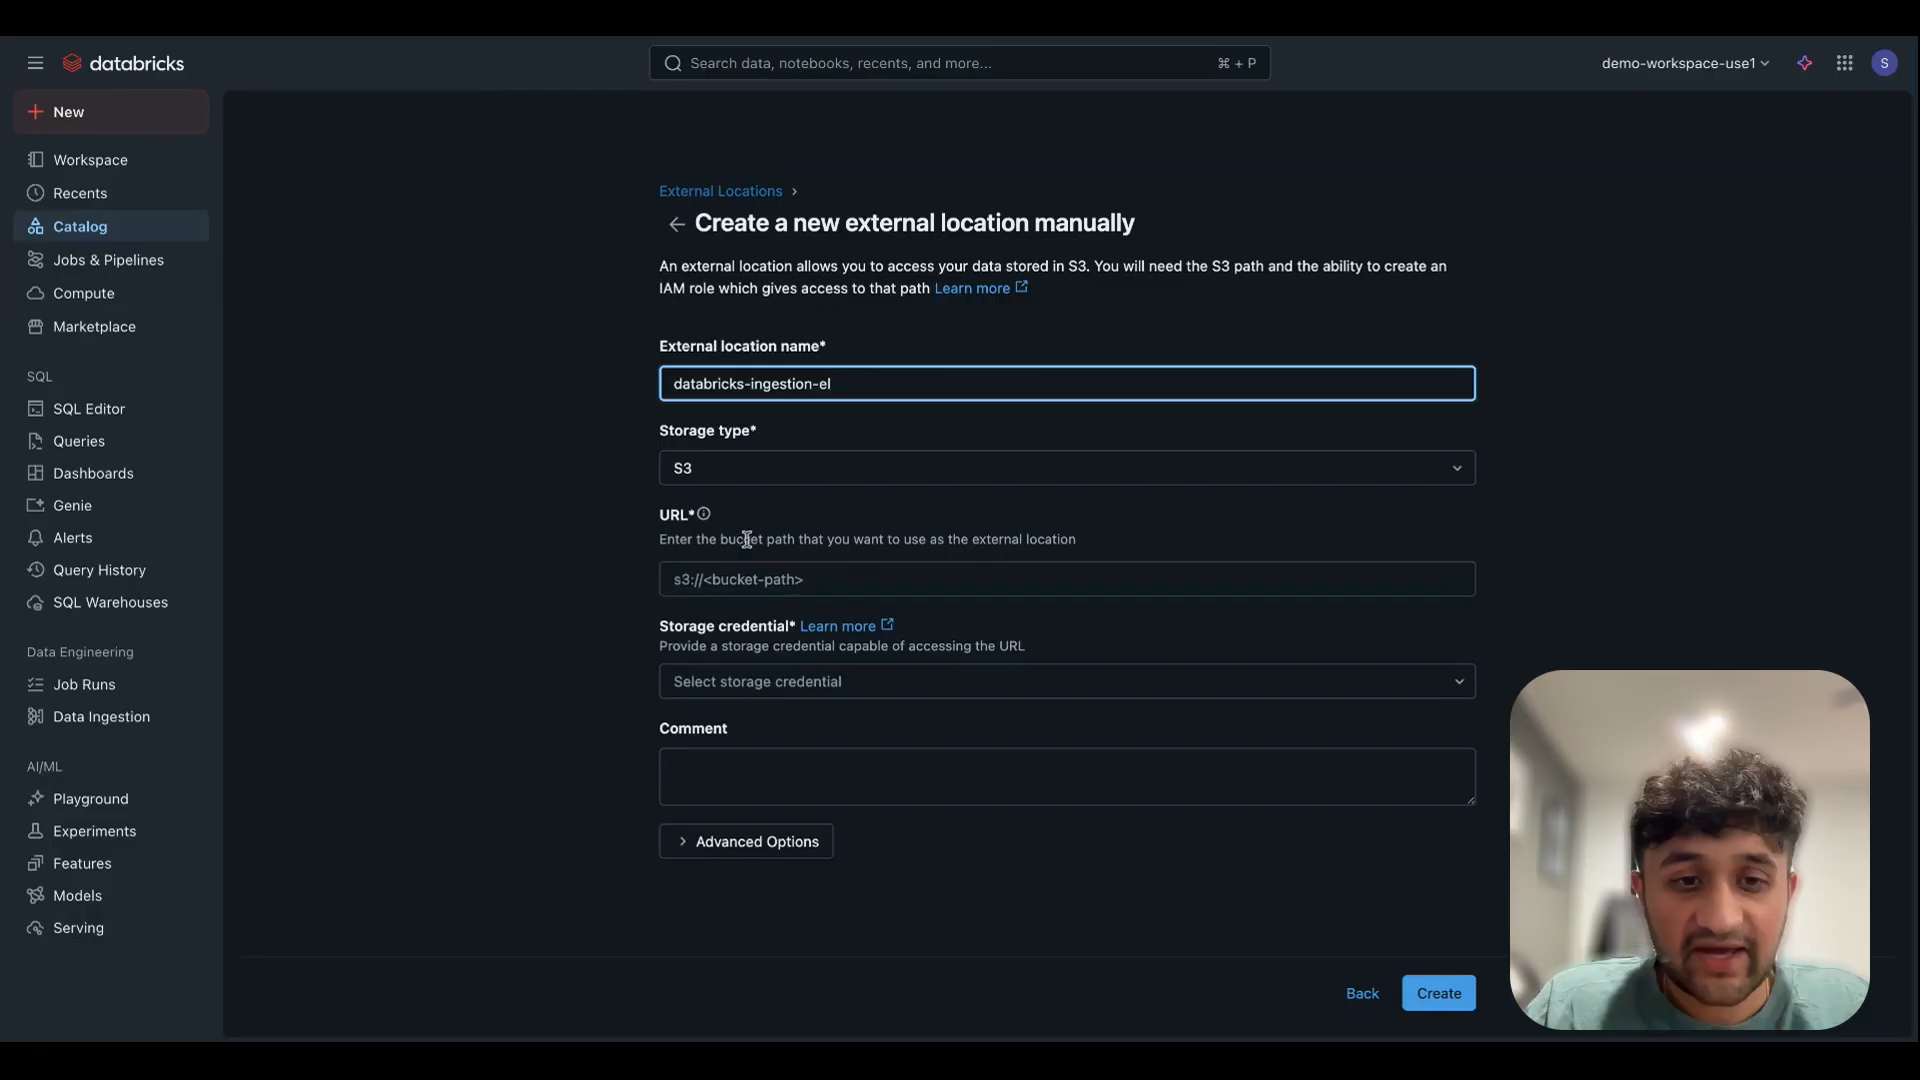 databricks
Search data, notebooks, recents, and more...
⌘ + P
demo-workspace-use1
S
New
Workspace
Recents
Catalog
Jobs & Pipelines
Compute
Marketplace
SQL
SQL Editor
Queries
Dashboards
Genie
Alerts
Query History
SQL Warehouses
Data Engineering
Job Runs
Data Ingestion
AI/ML
Playground
Experiments
Features
Models
Serving
External Locations
Create a new external location manually
An external location allows you to access your data stored in S3. You will need the S3 path and the ability to create an
IAM role which gives access to that path Learn more
External location name*
databricks-ingestion-el
Storage type*
S3
URL*
Enter the bucket path that you want to use as the external location
s3://<bucket-path>
Storage credential* Learn more
Provide a storage credential capable of accessing the URL
Select storage credential
Comment
Advanced Options
Back
Create